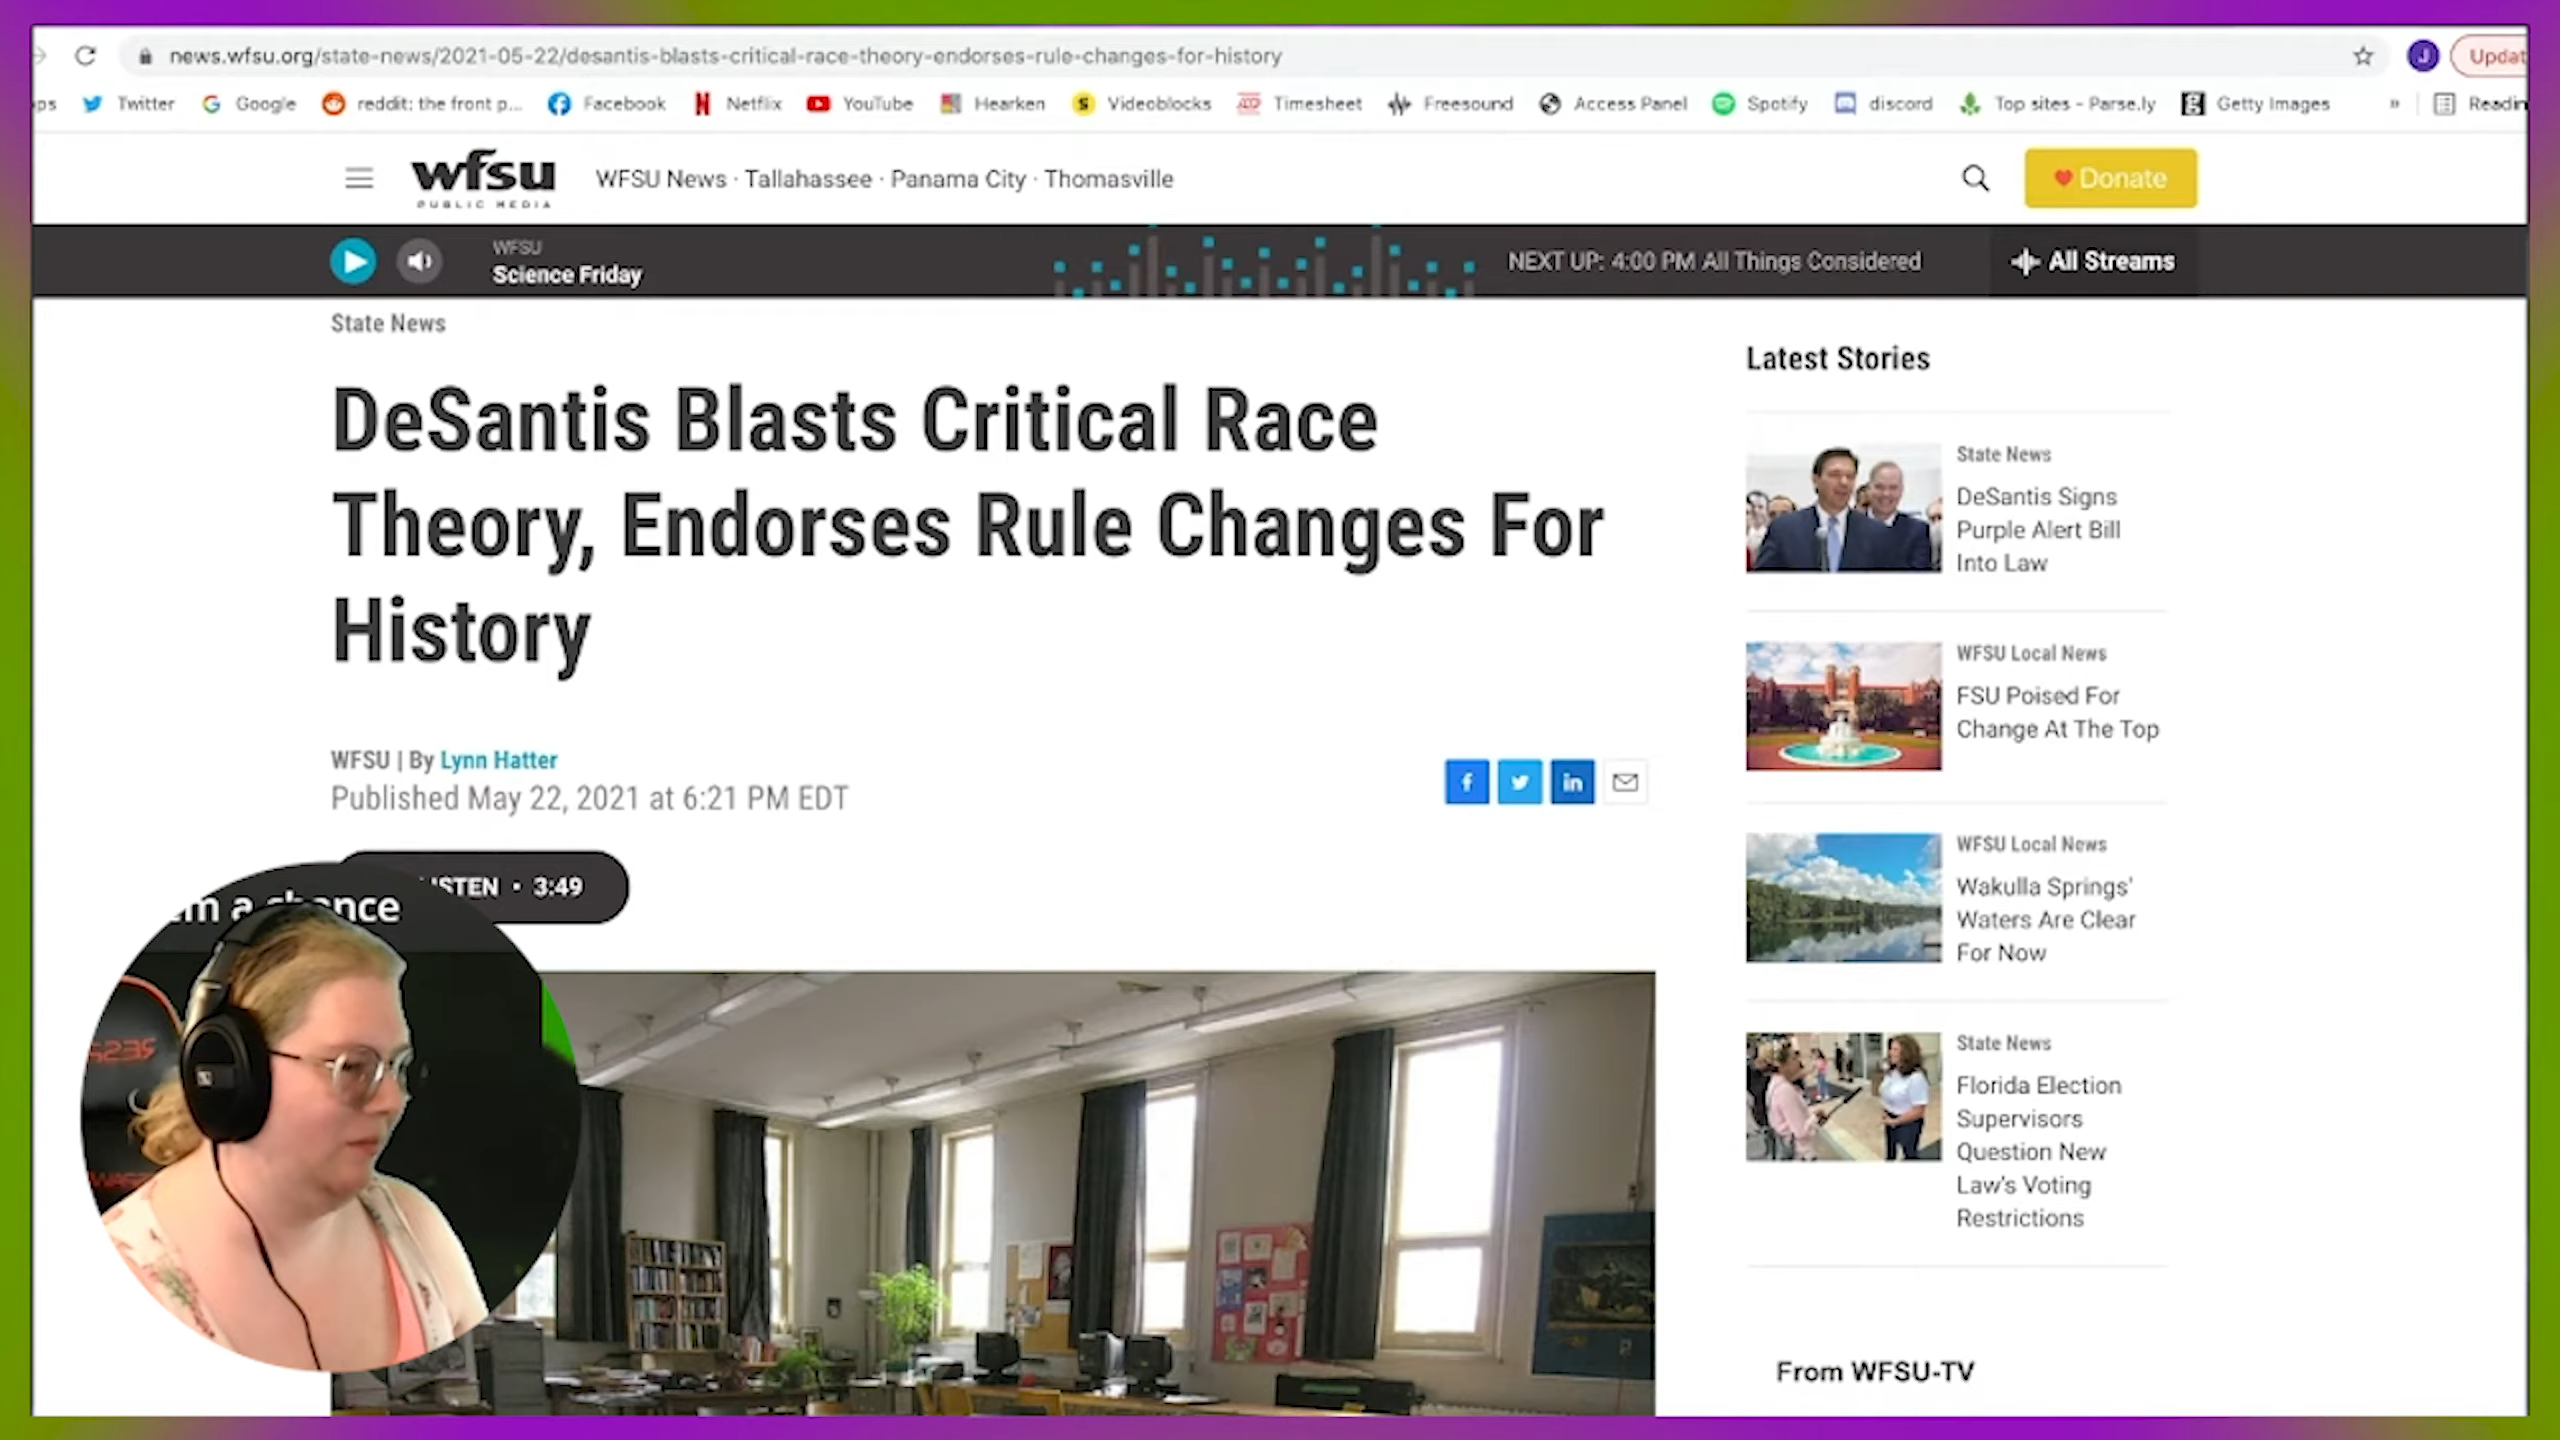 news.wfsu.org/state-news/2021-05-22/desantis-blasts-critical-race-theory-endorses-rule-changes-for-history
Updat
ps Twitter Google reddit: the front p... Facebook Netflix YouTube Hearken Videoblocks Timesheet Freesound Access Panel Spotify discord Top sites - Parse.ly Getty Images » Readin
wfsu
PUBLIC MEDIA
WFSU News · Tallahassee · Panama City · Thomasville
Donate
WFSU
Science Friday
NEXT UP: 4:00 PM All Things Considered
All Streams
State News
DeSantis Blasts Critical Race
Theory, Endorses Rule Changes For
History
WFSU | By Lynn Hatter
Published May 22, 2021 at 6:21 PM EDT
ISTEN • 3:49
em a chance
Latest Stories
State News
DeSantis Signs
Purple Alert Bill
Into Law
WFSU Local News
FSU Poised For
Change At The Top
WFSU Local News
Wakulla Springs'
Waters Are Clear
For Now
State News
Florida Election
Supervisors
Question New
Law's Voting
Restrictions
From WFSU-TV